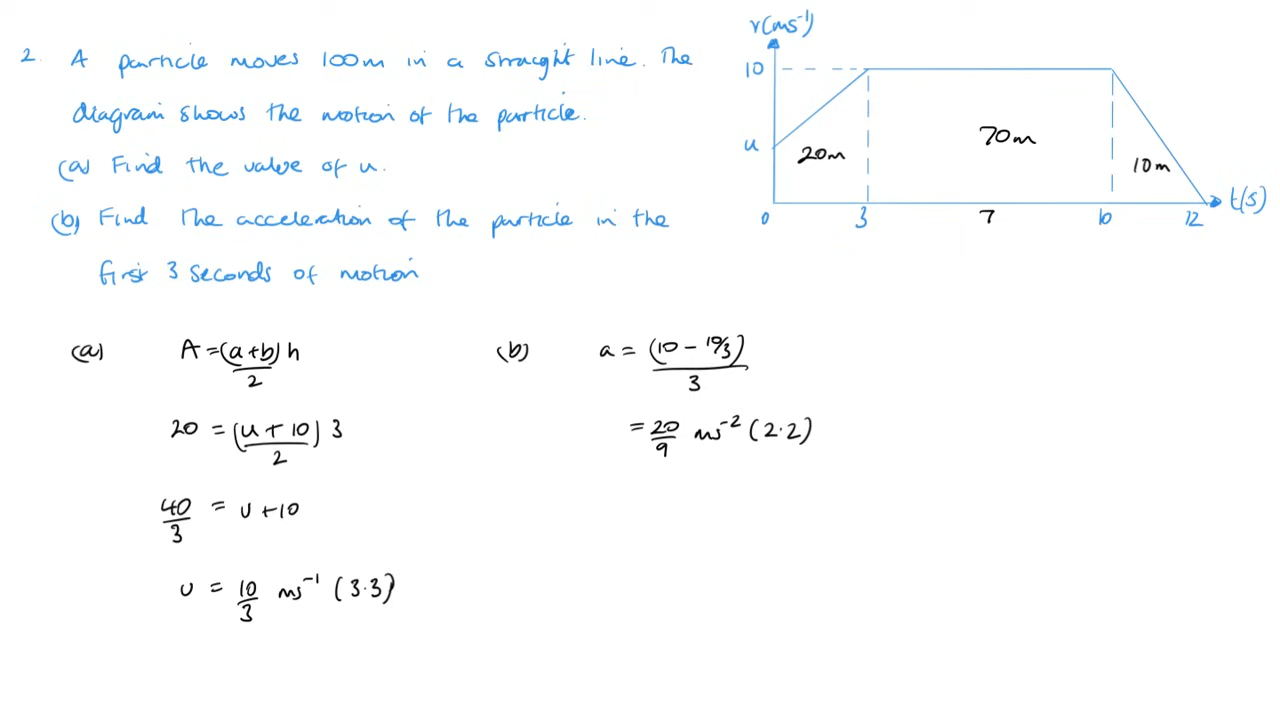 2. A particle moves 100m in a straight line. The
diagram shows the motion of the particle.
(a) Find the value of u.
(b) Find the acceleration of the particle in the
first 3 seconds of motion
v(ms⁻¹)
10
u
20m
70m
10m
0
3
7
10
12
t(s)
(a) A = (a+b)/2 h
20 = (u+10)/2 3
40/3 = u+10
u = 10/3 ms⁻¹ (3.3)
(b) a = (10 - 10/3)/3
= 20/9 ms⁻² (2.2)